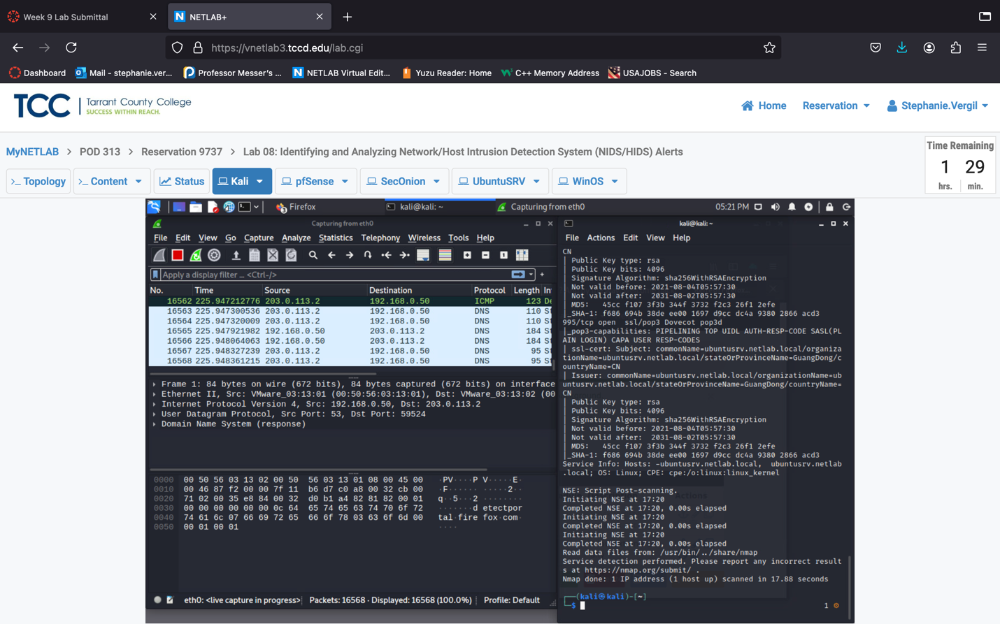 Week 9 Lab Submittal
NETLAB+
https://vnetlab3.tccd.edu/lab.cgi
Dashboard
Mail - stephanie.ver...
Professor Messer's ...
NETLAB Virtual Edit...
Yuzu Reader: Home
C++ Memory Address
USAJOBS - Search
TCC
Tarrant County College
SUCCESS WITHIN REACH.
Home
Reservation
Stephanie.Vergil
MyNETLAB > POD 313 > Reservation 9737 > Lab 08: Identifying and Analyzing Network/Host Intrusion Detection System (NIDS/HIDS) Alerts
Time Remaining
1 29
hrs. min.
Topology
Content
Status
Kali
pfSense
SecOnion
UbuntuSRV
WinOS
Firefox
kali@kali: ~
Capturing from eth0
05:21 PM
Capturing from eth0
File Edit View Go Capture Analyze Statistics Telephony Wireless Tools Help
Apply a display filter ... <Ctrl-/>
No. Time Source Destination Protocol Length
16562 225.947212776 203.0.113.2 192.168.0.50 ICMP 123
16563 225.947300536 203.0.113.2 192.168.0.50 DNS 110
16564 225.947320009 203.0.113.2 192.168.0.50 DNS 110
16565 225.947921982 192.168.0.50 203.0.113.2 DNS 184
16566 225.948064063 192.168.0.50 203.0.113.2 DNS 184
16567 225.948327239 203.0.113.2 192.168.0.50 DNS 95
16568 225.948361215 203.0.113.2 192.168.0.50 DNS 95
Frame 1: 84 bytes on wire (672 bits), 84 bytes captured (672 bits) on interface
Ethernet II, Src: VMware_03:13:01 (00:50:56:03:13:01), Dst: VMware_03:13:02 (00
Internet Protocol Version 4, Src: 192.168.0.50, Dst: 203.0.113.2
User Datagram Protocol, Src Port: 53, Dst Port: 59524
Domain Name System (response)
0000 00 50 56 03 13 02 00 50 56 03 13 01 08 00 45 00 ·PV····P V·····E·
0010 00 46 87 f2 00 00 7f 11 b6 d7 c0 a8 00 32 cb 00 ·F······ ·····2··
0020 71 02 00 35 e8 84 00 32 d0 b1 a4 82 81 82 00 01 q··5···2 ········
0030 00 00 00 00 00 00 0c 64 65 74 65 63 74 70 6f 72 ·······d etectpor
0040 74 61 6c 07 66 69 72 65 66 6f 78 03 63 6f 6d 00 tal·fire fox·com·
0050 00 01 00 01 ····
eth0: <live capture in progress>
Packets: 16568 · Displayed: 16568 (100.0%)
Profile: Default
kali@kali: ~
File Actions Edit View Help
CN
| Public Key type: rsa
| Public Key bits: 4096
| Signature Algorithm: sha256WithRSAEncryption
| Not valid before: 2021-08-04T05:57:30
| Not valid after:  2031-08-02T05:57:30
| MD5:   45cc f107 3f3b 344f 3732 f2c3 26f1 2efe
|_SHA-1: f686 694b 38de ee00 1697 d9cc dc4a 9380 2866 acd3
995/tcp open  ssl/pop3 Dovecot pop3d
|_pop3-capabilities: PIPELINING TOP UIDL AUTH-RESP-CODE SASL(PL
AIN LOGIN) CAPA USER RESP-CODES
| ssl-cert: Subject: commonName=ubuntusrv.netlab.local/organiza
tionName=ubuntusrv.netlab.local/stateOrProvinceName=GuangDong/c
ountryName=CN
| Issuer: commonName=ubuntusrv.netlab.local/organizationName=ub
untusrv.netlab.local/stateOrProvinceName=GuangDong/countryName=
CN
| Public Key type: rsa
| Public Key bits: 4096
| Signature Algorithm: sha256WithRSAEncryption
| Not valid before: 2021-08-04T05:57:30
| Not valid after:  2031-08-02T05:57:30
| MD5:   45cc f107 3f3b 344f 3732 f2c3 26f1 2efe
|_SHA-1: f686 694b 38de ee00 1697 d9cc dc4a 9380 2866 acd3
Service Info: Hosts: -ubuntusrv.netlab.local,  ubuntusrv.netlab
.local; OS: Linux; CPE: cpe:/o:linux:linux_kernel
NSE: Script Post-scanning.
Initiating NSE at 17:20
Completed NSE at 17:20, 0.00s elapsed
Initiating NSE at 17:20
Completed NSE at 17:20, 0.00s elapsed
Initiating NSE at 17:20
Completed NSE at 17:20, 0.00s elapsed
Read data files from: /usr/bin/../share/nmap
Service detection performed. Please report any incorrect result
s at https://nmap.org/submit/ .
Nmap done: 1 IP address (1 host up) scanned in 17.88 seconds
(kali㉿kali)-[~]
$
1